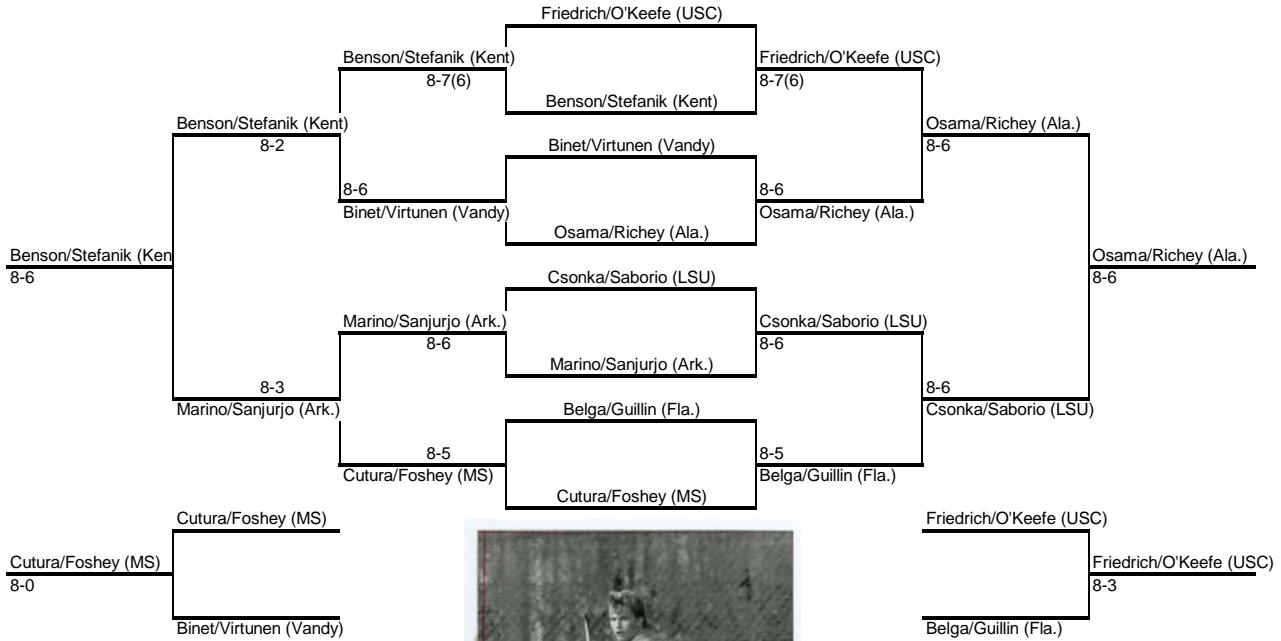 Friedrich/O'Keefe (USC)
Benson/Stefanik (Kent)
Friedrich/O'Keefe (USC)
8-7(6)
8-7(6)
Benson/Stefanik (Kent)
Benson/Stefanik (Kent)
Osama/Richey (Ala.)
8-2
8-6
Binet/Virtunen (Vandy)
8-6
8-6
Binet/Virtunen (Vandy)
Osama/Richey (Ala.)
Osama/Richey (Ala.)
Benson/Stefanik (Ken
Osama/Richey (Ala.)
8-6
8-6
Csonka/Saborio (LSU)
Marino/Sanjurjo (Ark.)
Csonka/Saborio (LSU)
8-6
8-6
Marino/Sanjurjo (Ark.)
8-3
8-6
Marino/Sanjurjo (Ark.)
Belga/Guillin (Fla.)
Csonka/Saborio (LSU)
8-5
8-5
Cutura/Foshey (MS)
Belga/Guillin (Fla.)
Cutura/Foshey (MS)
Cutura/Foshey (MS)
Friedrich/O'Keefe (USC)
Cutura/Foshey (MS)
Friedrich/O'Keefe (USC)
8-0
8-3
Binet/Virtunen (Vandy)
Belga/Guillin (Fla.)